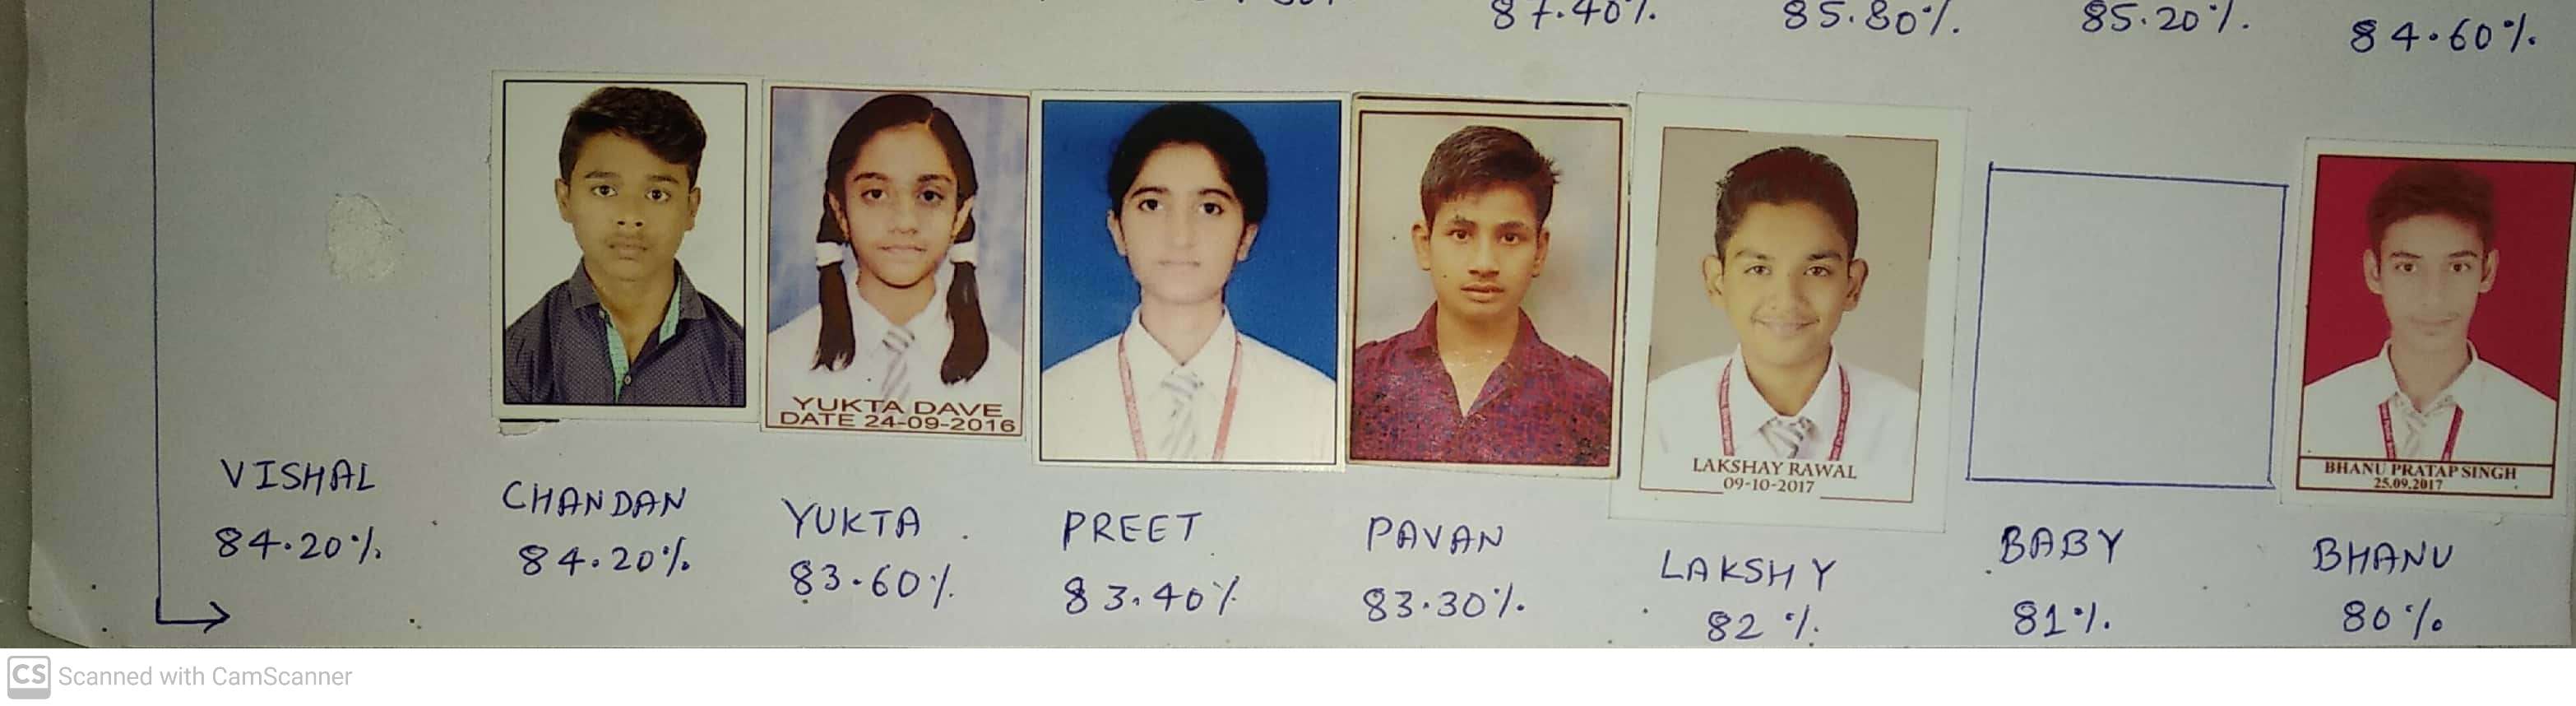 87.40%.
85.80%.
85.20%.
84.60%.
YUKTA DAVE
DATE 24-09-2016
LAKSHAY RAWAL
09-10-2017
BHANU PRATAP SINGH
25.09.2017
VISHAL
84.20%
CHANDAN
84.20%
YUKTA
83.60%
PREET
83.40%
PAVAN
83.30%
LAKSHY
82%
BABY
81%
BHANU
80%
CS Scanned with CamScanner